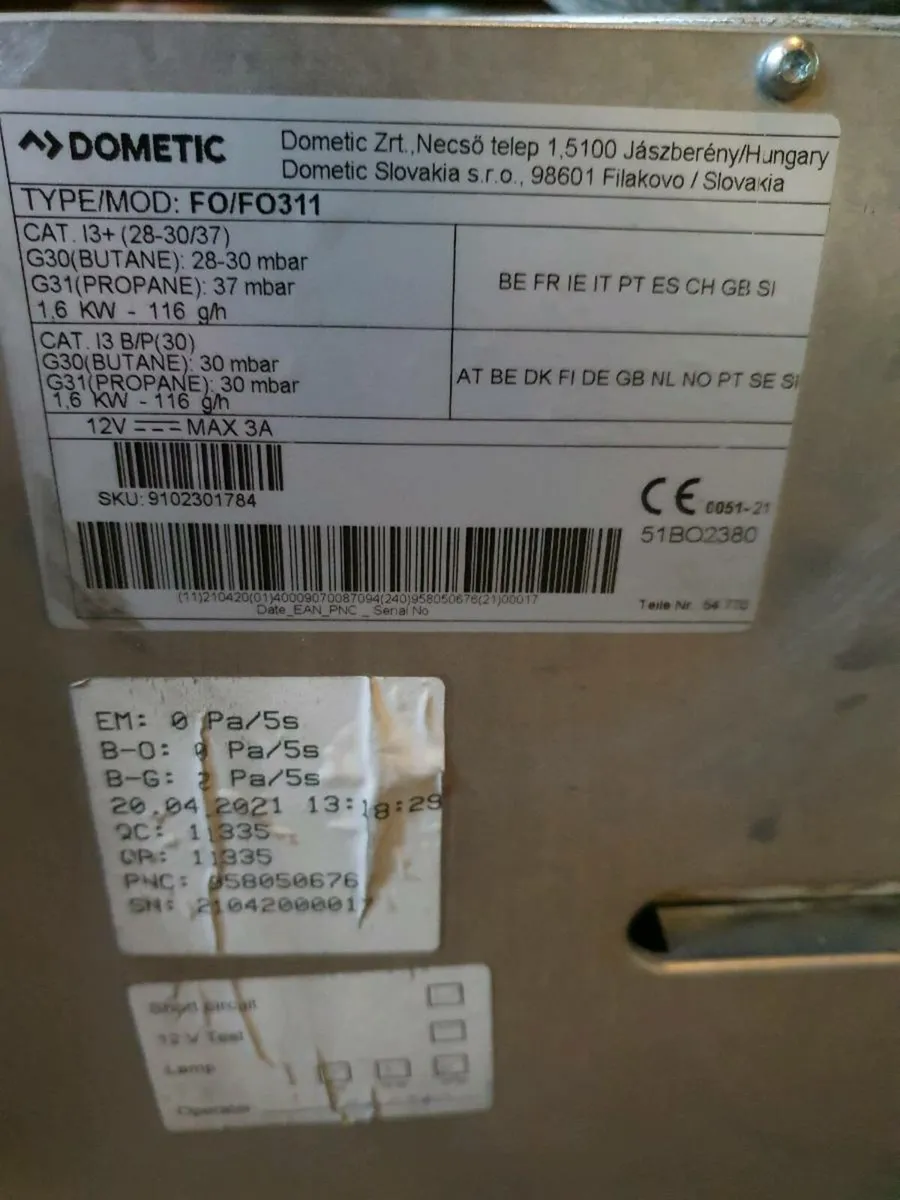 DOMETIC
Dometic Zrt.,Necső telep 1,5100 Jászberény/Hungary
Dometic Slovakia s.r.o., 98601 Filakovo / Slovakia
TYPE/MOD: FO/FO311
CAT. I3+ (28-30/37)
G30(BUTANE): 28-30 mbar
G31(PROPANE): 37 mbar
1,6 KW - 116 g/h
BE FR IE IT PT ES CH GB SI
CAT. I3 B/P(30)
G30(BUTANE): 30 mbar
G31(PROPANE): 30 mbar
1,6 KW - 116 g/h
AT BE DK FI DE GB NL NO PT SE SI
12V MAX 3A
SKU: 9102301784
CE 0051-21
51BO2380
(11)210420(01)40009070087094(240)958050676(21)00017
Date_EAN_PNC _ Serial No
Teile Nr.
EM: 0 Pa/5s
B-O: 0 Pa/5s
B-G: 2 Pa/5s
20.04.2021 13:18:29
QC: 11335
OP: 11335
PNC: 958050676
SN: 21042000017
Short circuit
12 V Test
Lamp
Operator